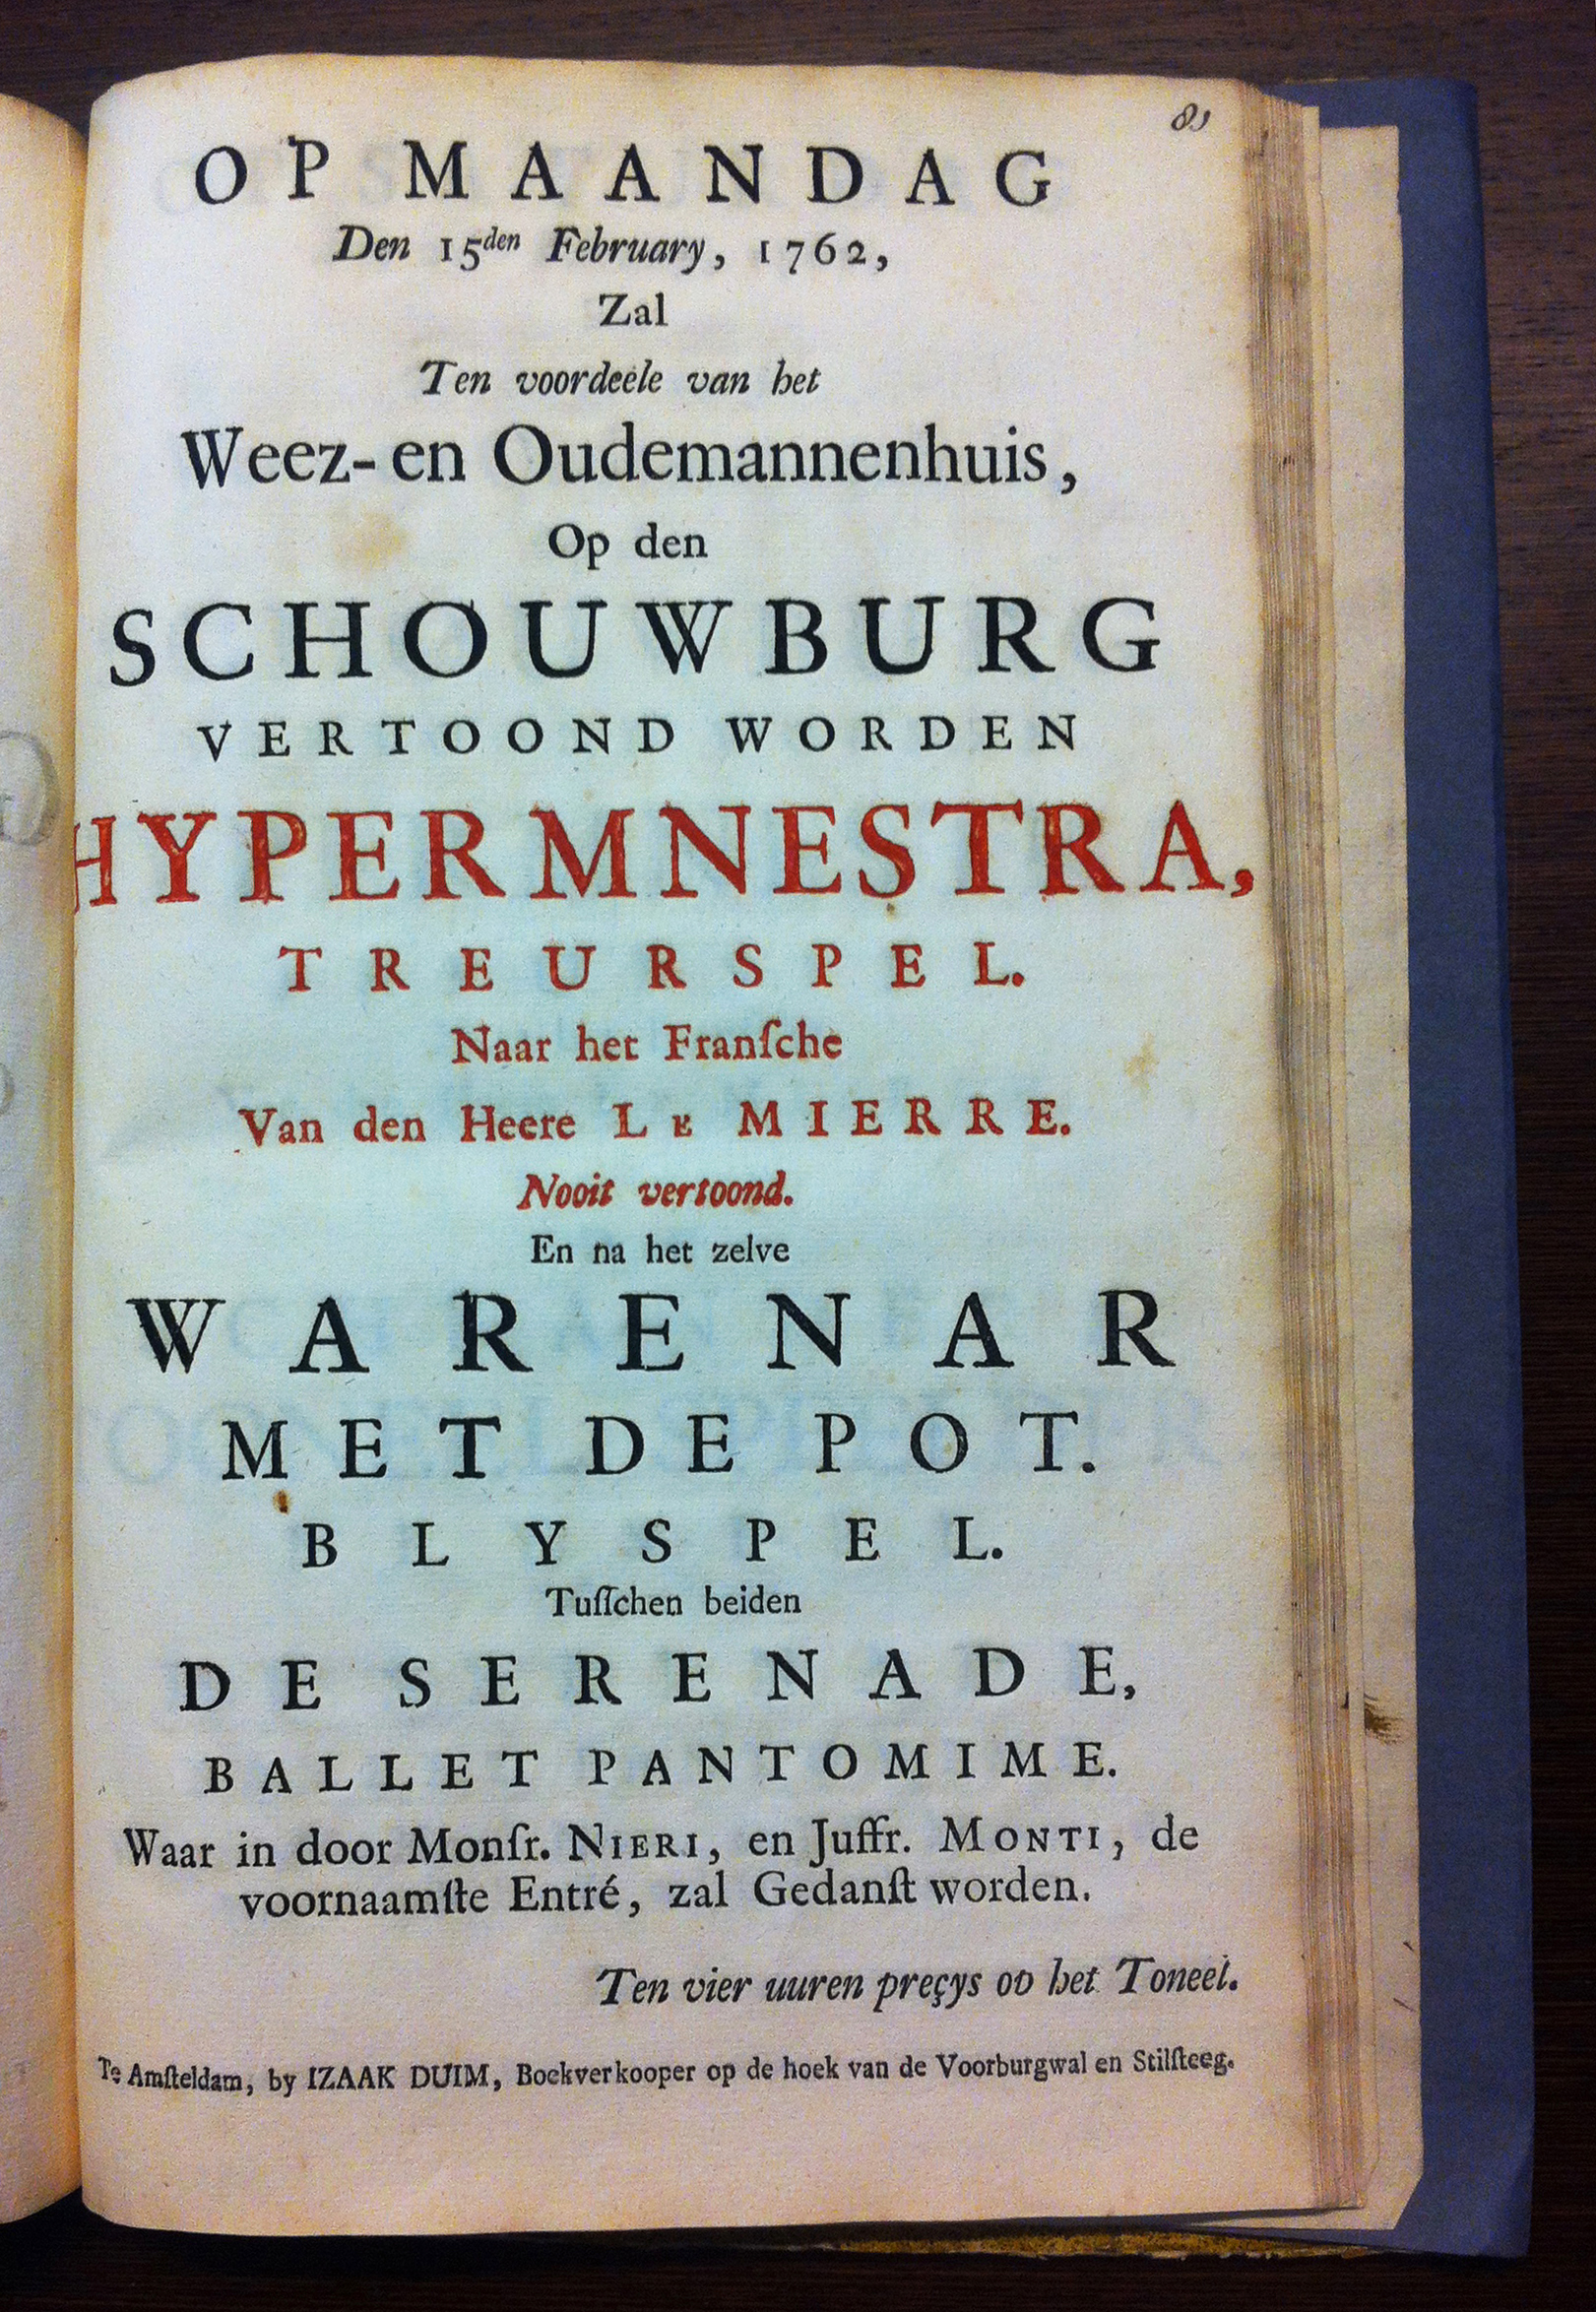 81
OP MAANDAG
Den 15den February, 1762,
Zal
Ten voordeele van het
Weez- en Oudemannenhuis,
Op den
SCHOUWBURG
VERTOOND WORDEN
HYPERMNESTRA,
TREURSPEL.
Naar het Franſche
Van den Heere LE MIERRE.
Nooit vertoond.
En na het zelve
WARENAR
MET DE POT.
BLYSPEL.
Tuſſchen beiden
DE SERENADE,
BALLET PANTOMIME.
Waar in door Monſr. NIERI, en Juffr. MONTI, de
voornaamſte Entré, zal Gedanſt worden.
Ten vier uuren preçys op het Toneel.
Te Amſteldam, by IZAAK DUIM, Boekverkooper op de hoek van de Voorburgwal en Stilſteeg.